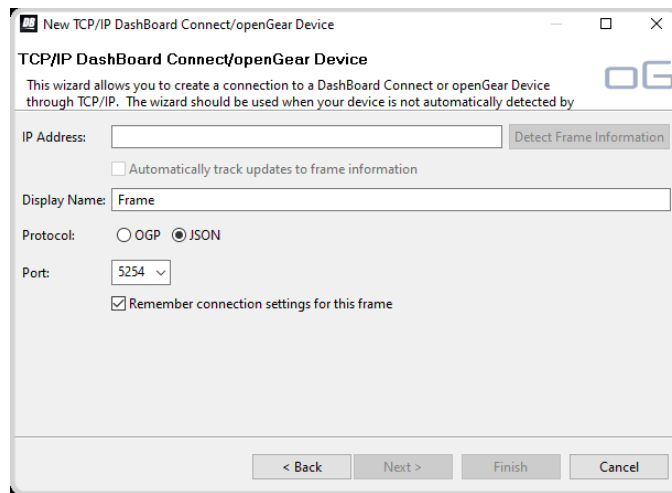 DB New TCP/IP DashBoard Connect/openGear Device
TCP/IP DashBoard Connect/openGear Device
This wizard allows you to create a connection to a DashBoard Connect or openGear Device
through TCP/IP. The wizard should be used when your device is not automatically detected by
oG
IP Address: Detect Frame Information
Automatically track updates to frame information
Display Name: Frame
Protocol: OGP JSON
Port: 5254
Remember connection settings for this frame
< Back Next > Finish Cancel